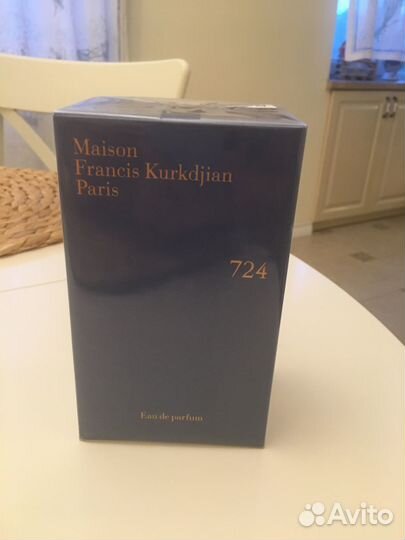 Maison
Francis Kurkdjian
Paris
724
Eau de parfum
Avito